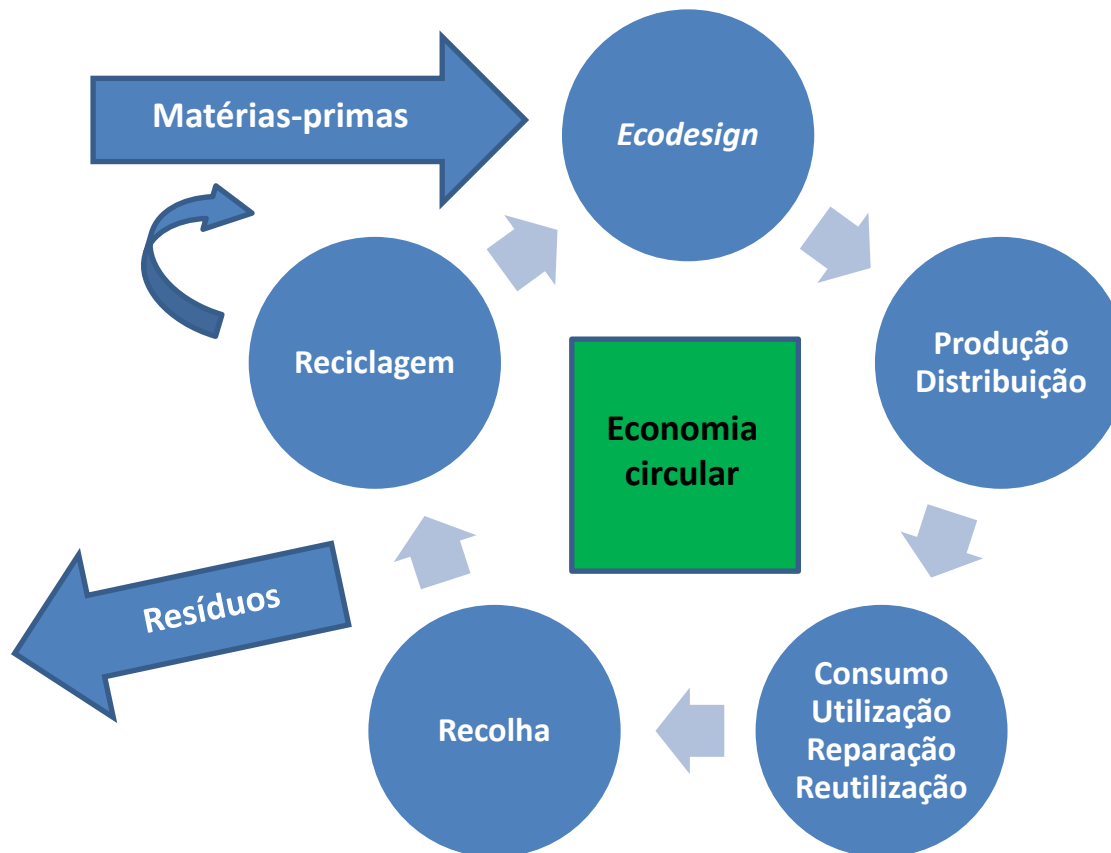 Matérias-primas
Ecodesign
Produção
Distribuição
Reciclagem
Economia
circular
Resíduos
Recolha
Consumo
Utilização
Reparação
Reutilização